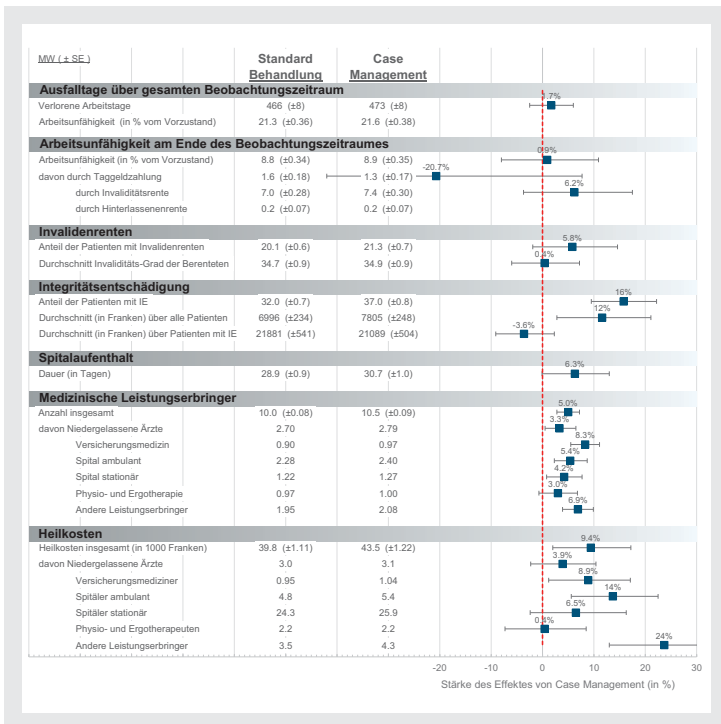 MW ( ± SE ) Standard Behandlung Case Management
Ausfalltage über gesamten Beobachtungszeitraum
Verlorene Arbeitstage 466 (±8) 473 (±8) 1.7%
Arbeitsunfähigkeit (in % vom Vorzustand) 21.3 (±0.36) 21.6 (±0.38)
Arbeitsunfähigkeit am Ende des Beobachtungszeitraumes
Arbeitsunfähigkeit (in % vom Vorzustand) 8.8 (±0.34) 8.9 (±0.35) 0.9%
davon durch Taggeldzahlung 1.6 (±0.18) 1.3 (±0.17) -20.7%
durch Invaliditätsrente 7.0 (±0.28) 7.4 (±0.30) 6.2%
durch Hinterlassenenrente 0.2 (±0.07) 0.2 (±0.07)
Invalidenrenten
Anteil der Patienten mit Invalidenrenten 20.1 (±0.6) 21.3 (±0.7) 5.8%
Durchschnitt Invaliditäts-Grad der Berenteten 34.7 (±0.9) 34.9 (±0.9) 0.4%
Integritätsentschädigung
Anteil der Patienten mit IE 32.0 (±0.7) 37.0 (±0.8) 16%
Durchschnitt (in Franken) über alle Patienten 6996 (±234) 7805 (±248) 12%
Durchschnitt (in Franken) über Patienten mit IE 21881 (±541) 21089 (±504) -3.6%
Spitalaufenthalt
Dauer (in Tagen) 28.9 (±0.9) 30.7 (±1.0) 6.3%
Medizinische Leistungserbringer
Anzahl insgesamt 10.0 (±0.08) 10.5 (±0.09) 5.0%
davon Niedergelassene Ärzte 2.70 2.79 3.3%
Versicherungsmedizin 0.90 0.97 8.3%
Spital ambulant 2.28 2.40 5.4%
Spital stationär 1.22 1.27 4.2%
Physio- und Ergotherapie 0.97 1.00 3.0%
Andere Leistungserbringer 1.95 2.08 6.9%
Heilkosten
Heilkosten insgesamt (in 1000 Franken) 39.8 (±1.11) 43.5 (±1.22) 9.4%
davon Niedergelassene Ärzte 3.0 3.1 3.9%
Versicherungsmediziner 0.95 1.04 8.9%
Spitäler ambulant 4.8 5.4 14%
Spitäler stationär 24.3 25.9 6.5%
Physio- und Ergotherapeuten 2.2 2.2 0.4%
Andere Leistungserbringer 3.5 4.3 24%
-20 -10 0 10 20 30
Stärke des Effektes von Case Management (in %)